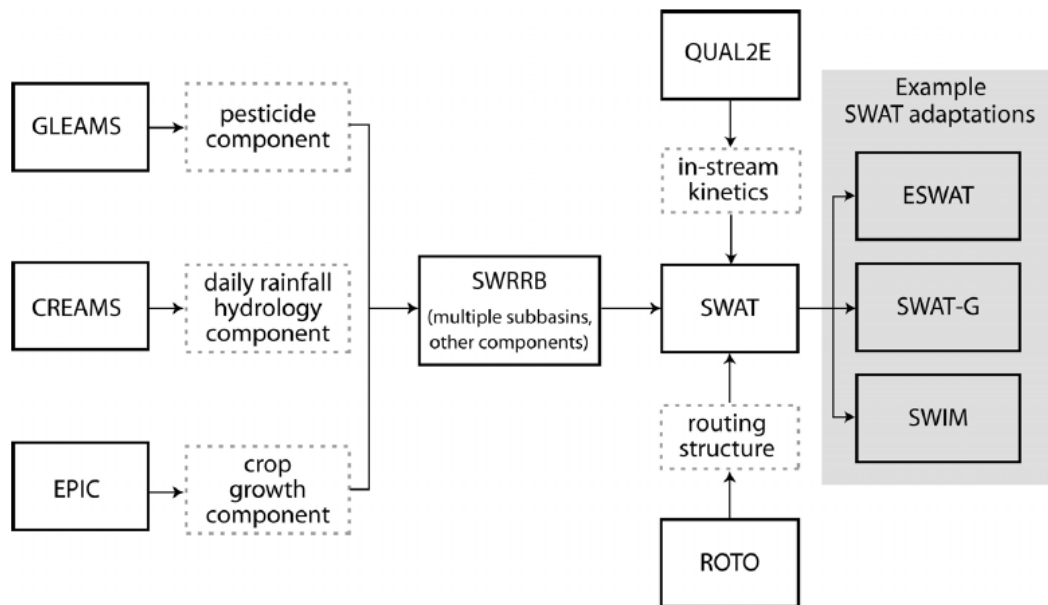 GLEAMS
pesticide
component
CREAMS
daily rainfall
hydrology
component
EPIC
crop
growth
component
SWRRB
(multiple subbasins,
other components)
QUAL2E
in-stream
kinetics
SWAT
routing
structure
ROTO
Example
SWAT adaptations
ESWAT
SWAT-G
SWIM